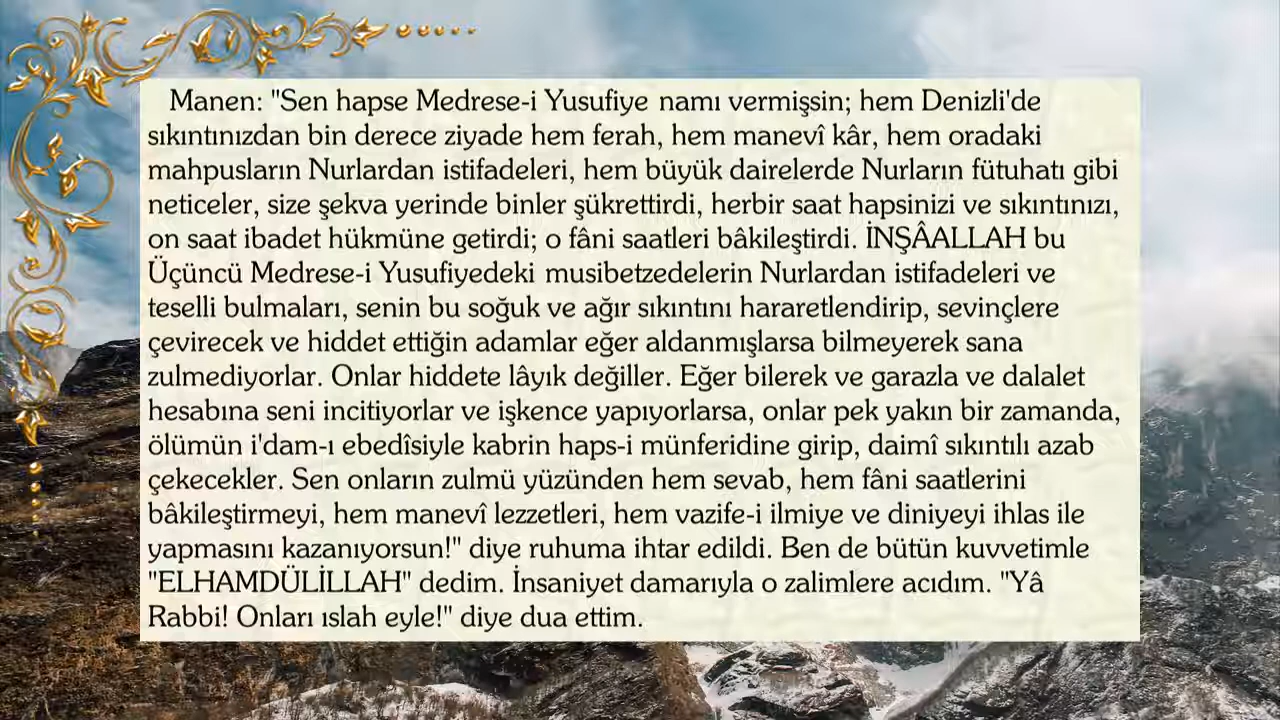 Manen: "Sen hapse Medrese-i Yusufiye namı vermişsin; hem Denizli'de
sıkıntınızdan bin derece ziyade hem ferah, hem manevî kâr, hem oradaki
mahpusların Nurlardan istifadeleri, hem büyük dairelerde Nurların fütuhatı gibi
neticeler, size şekva yerinde binler şükrettirdi, herbir saat hapsinizi ve sıkıntınızı,
on saat ibadet hükmüne getirdi; o fâni saatleri bâkileştirdi. İNŞÂALLAH bu
Üçüncü Medrese-i Yusufiyedeki musibetzedelerin Nurlardan istifadeleri ve
teselli bulmaları, senin bu soğuk ve ağır sıkıntını hararetlendirip, sevinçlere
çevirecek ve hiddet ettiğin adamlar eğer aldanmışlarsa bilmeyerek sana
zulmediyorlar. Onlar hiddete lâyık değiller. Eğer bilerek ve garazla ve dalalet
hesabına seni incitiyorlar ve işkence yapıyorlarsa, onlar pek yakın bir zamanda,
ölümün i'dam-ı ebedîsiyle kabrin haps-i münferidine girip, daimî sıkıntılı azab
çekecekler. Sen onların zulmü yüzünden hem sevab, hem fâni saatlerini
bâkileştirmeyi, hem manevî lezzetleri, hem vazife-i ilmiye ve diniyeyi ihlas ile
yapmasını kazanıyorsun!" diye ruhuma ihtar edildi. Ben de bütün kuvvetimle
"ELHAMDÜLİLLAH" dedim. İnsaniyet damarıyla o zalimlere acıdım. "Yâ
Rabbi! Onları ıslah eyle!" diye dua ettim.